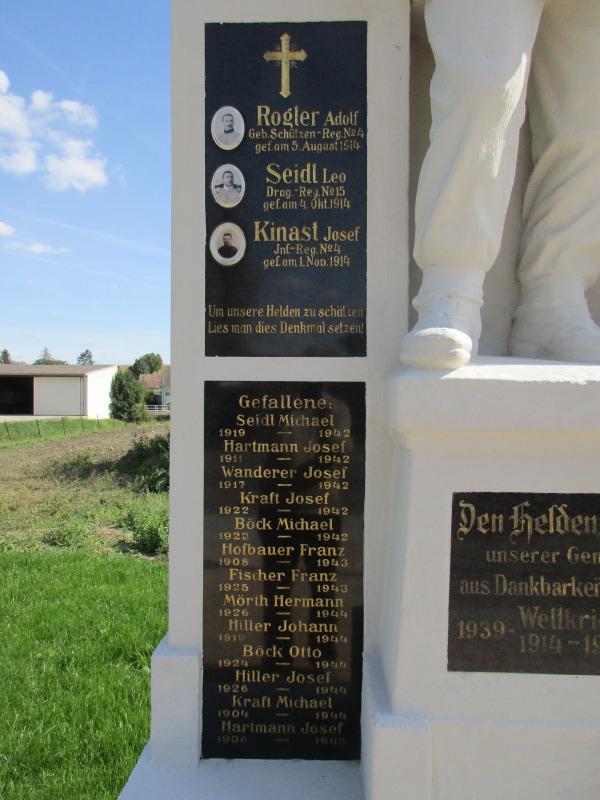 Rogler Adolf
Geb. Schützen-Reg. No 4
gef. am 5. August 1914
Seidl Leo
Drag.-Reg. No 15
gef. am 4. Okt. 1914
Kinast Josef
Jnf.-Reg. No 4
gef. am 1. Nov. 1914
Um unsere Helden zu schätzen
Lies man dies Denkmal setzen!
Gefallene:
Seidl Michael
1919 — 1942
Hartmann Josef
1911 — 1942
Wanderer Josef
1917 — 1942
Kraft Josef
1922 — 1942
Böck Michael
1923 — 1942
Hofbauer Franz
1908 — 1943
Fischer Franz
1925 — 1943
Mörth Hermann
1926 — 1944
Hiller Johann
1919 — 1944
Böck Otto
1924 — 1944
Hiller Josef
1926 — 1944
Kraft Michael
1904 — 1944
Hartmann Josef
1906 — 1945
Den Helden
unserer Gem
aus Dankbarkei
Weltkrie
1939-
1914-1